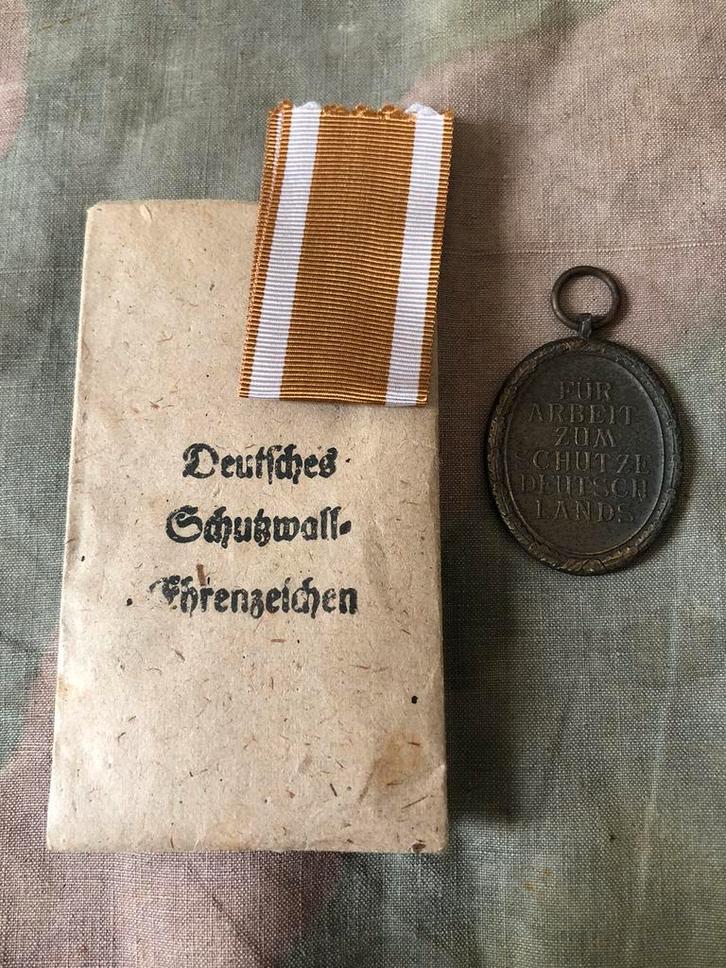 Deutsches
Schutzwall-
Ehrenzeichen
FÜR
ARBEIT
ZUM
SCHUTZE
DEUTSCH
LANDS